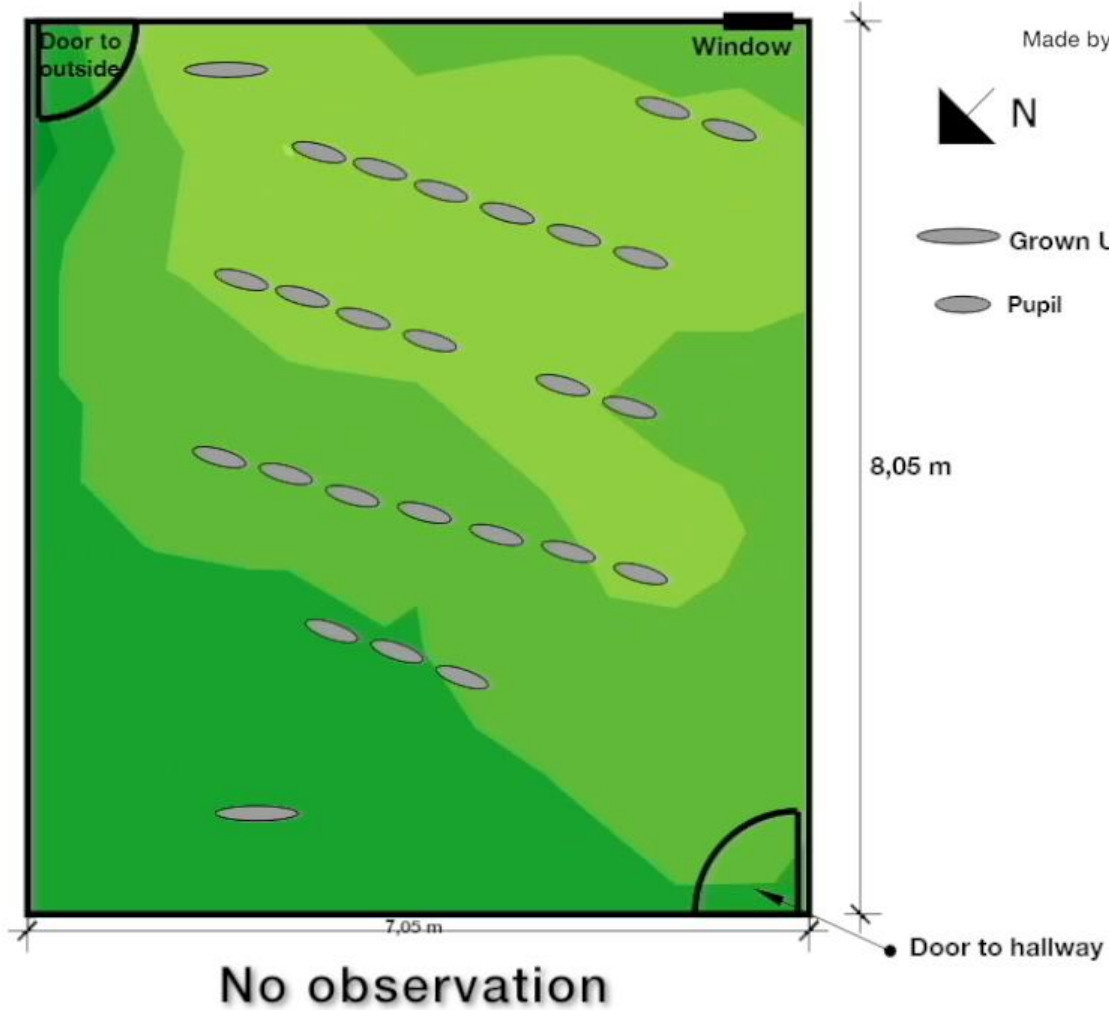 Door to
outside
Window
Made by
N
Grown U
Pupil
8,05 m
7,05 m
Door to hallway
No observation